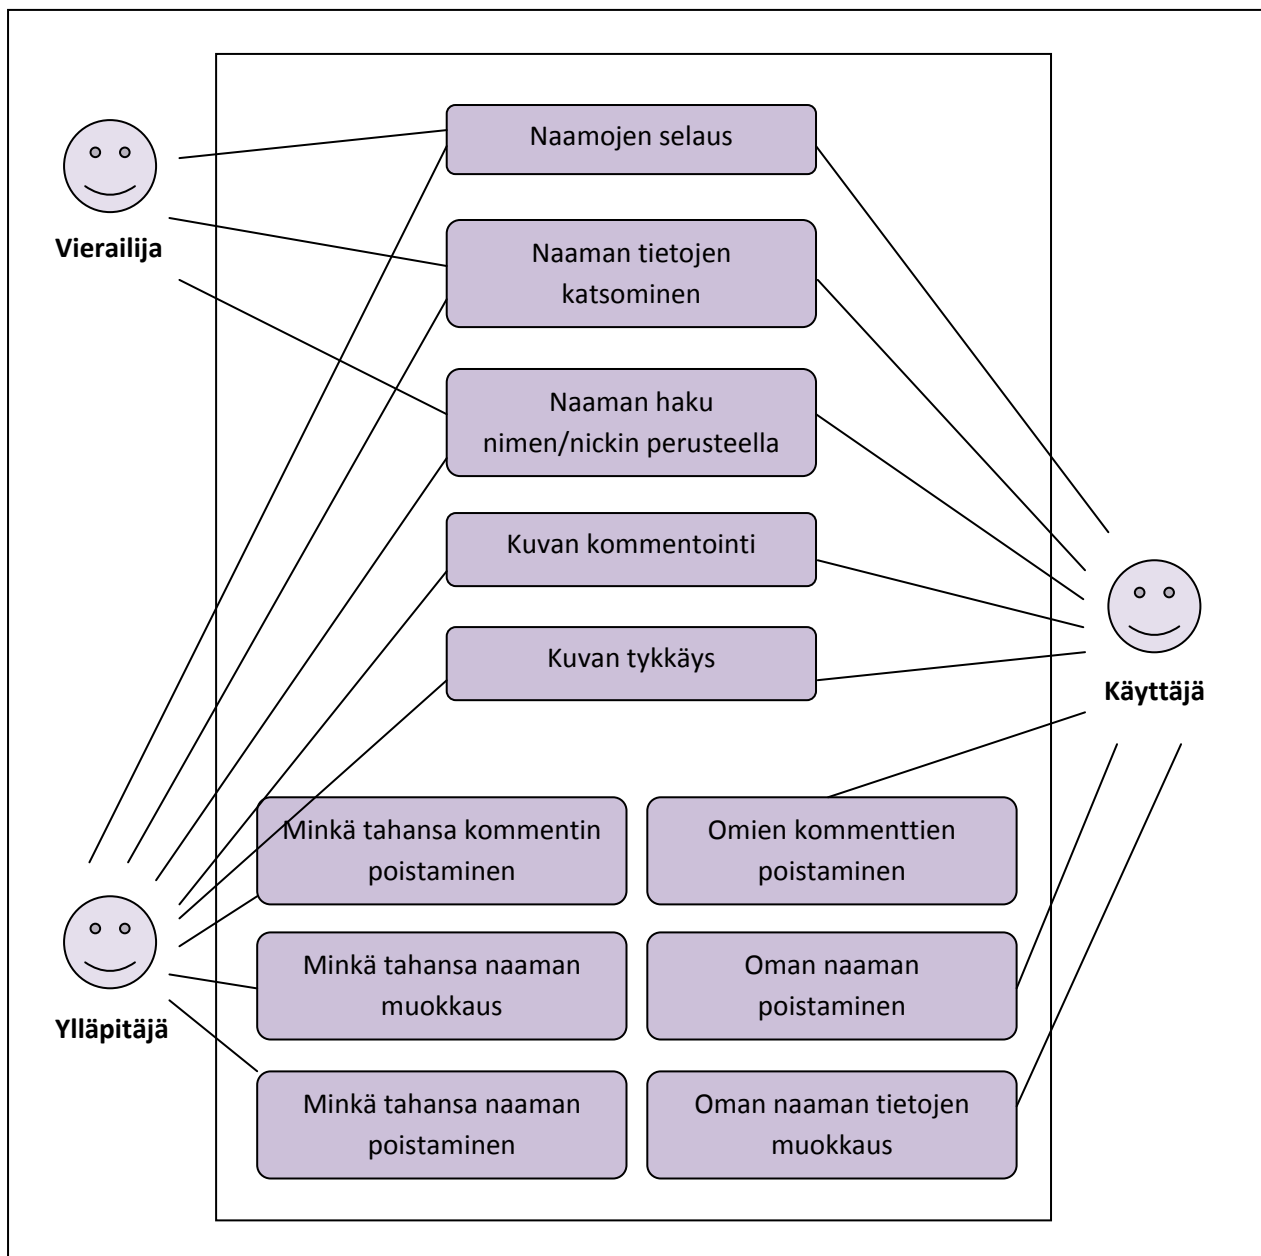 Naamojen selaus
Vierailija
Naaman tietojen
katsominen
Naaman haku
nimen/nickin perusteella
Kuvan kommentointi
Kuvan tykkäys
Käyttäjä
Minkä tahansa kommentin
poistaminen
Omien kommenttien
poistaminen
Minkä tahansa naaman
muokkaus
Oman naaman
poistaminen
Ylläpitäjä
Minkä tahansa naaman
poistaminen
Oman naaman tietojen
muokkaus